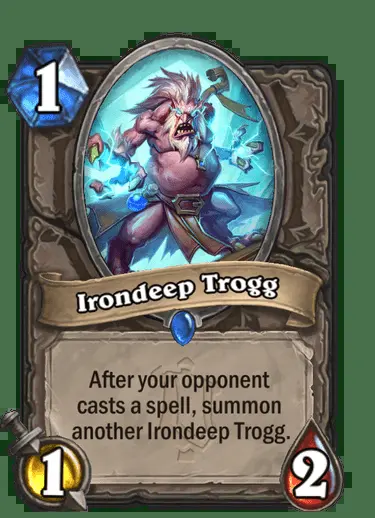 1
Irondeep Trogg
After your opponent
casts a spell, summon
another Irondeep Trogg.
1
2